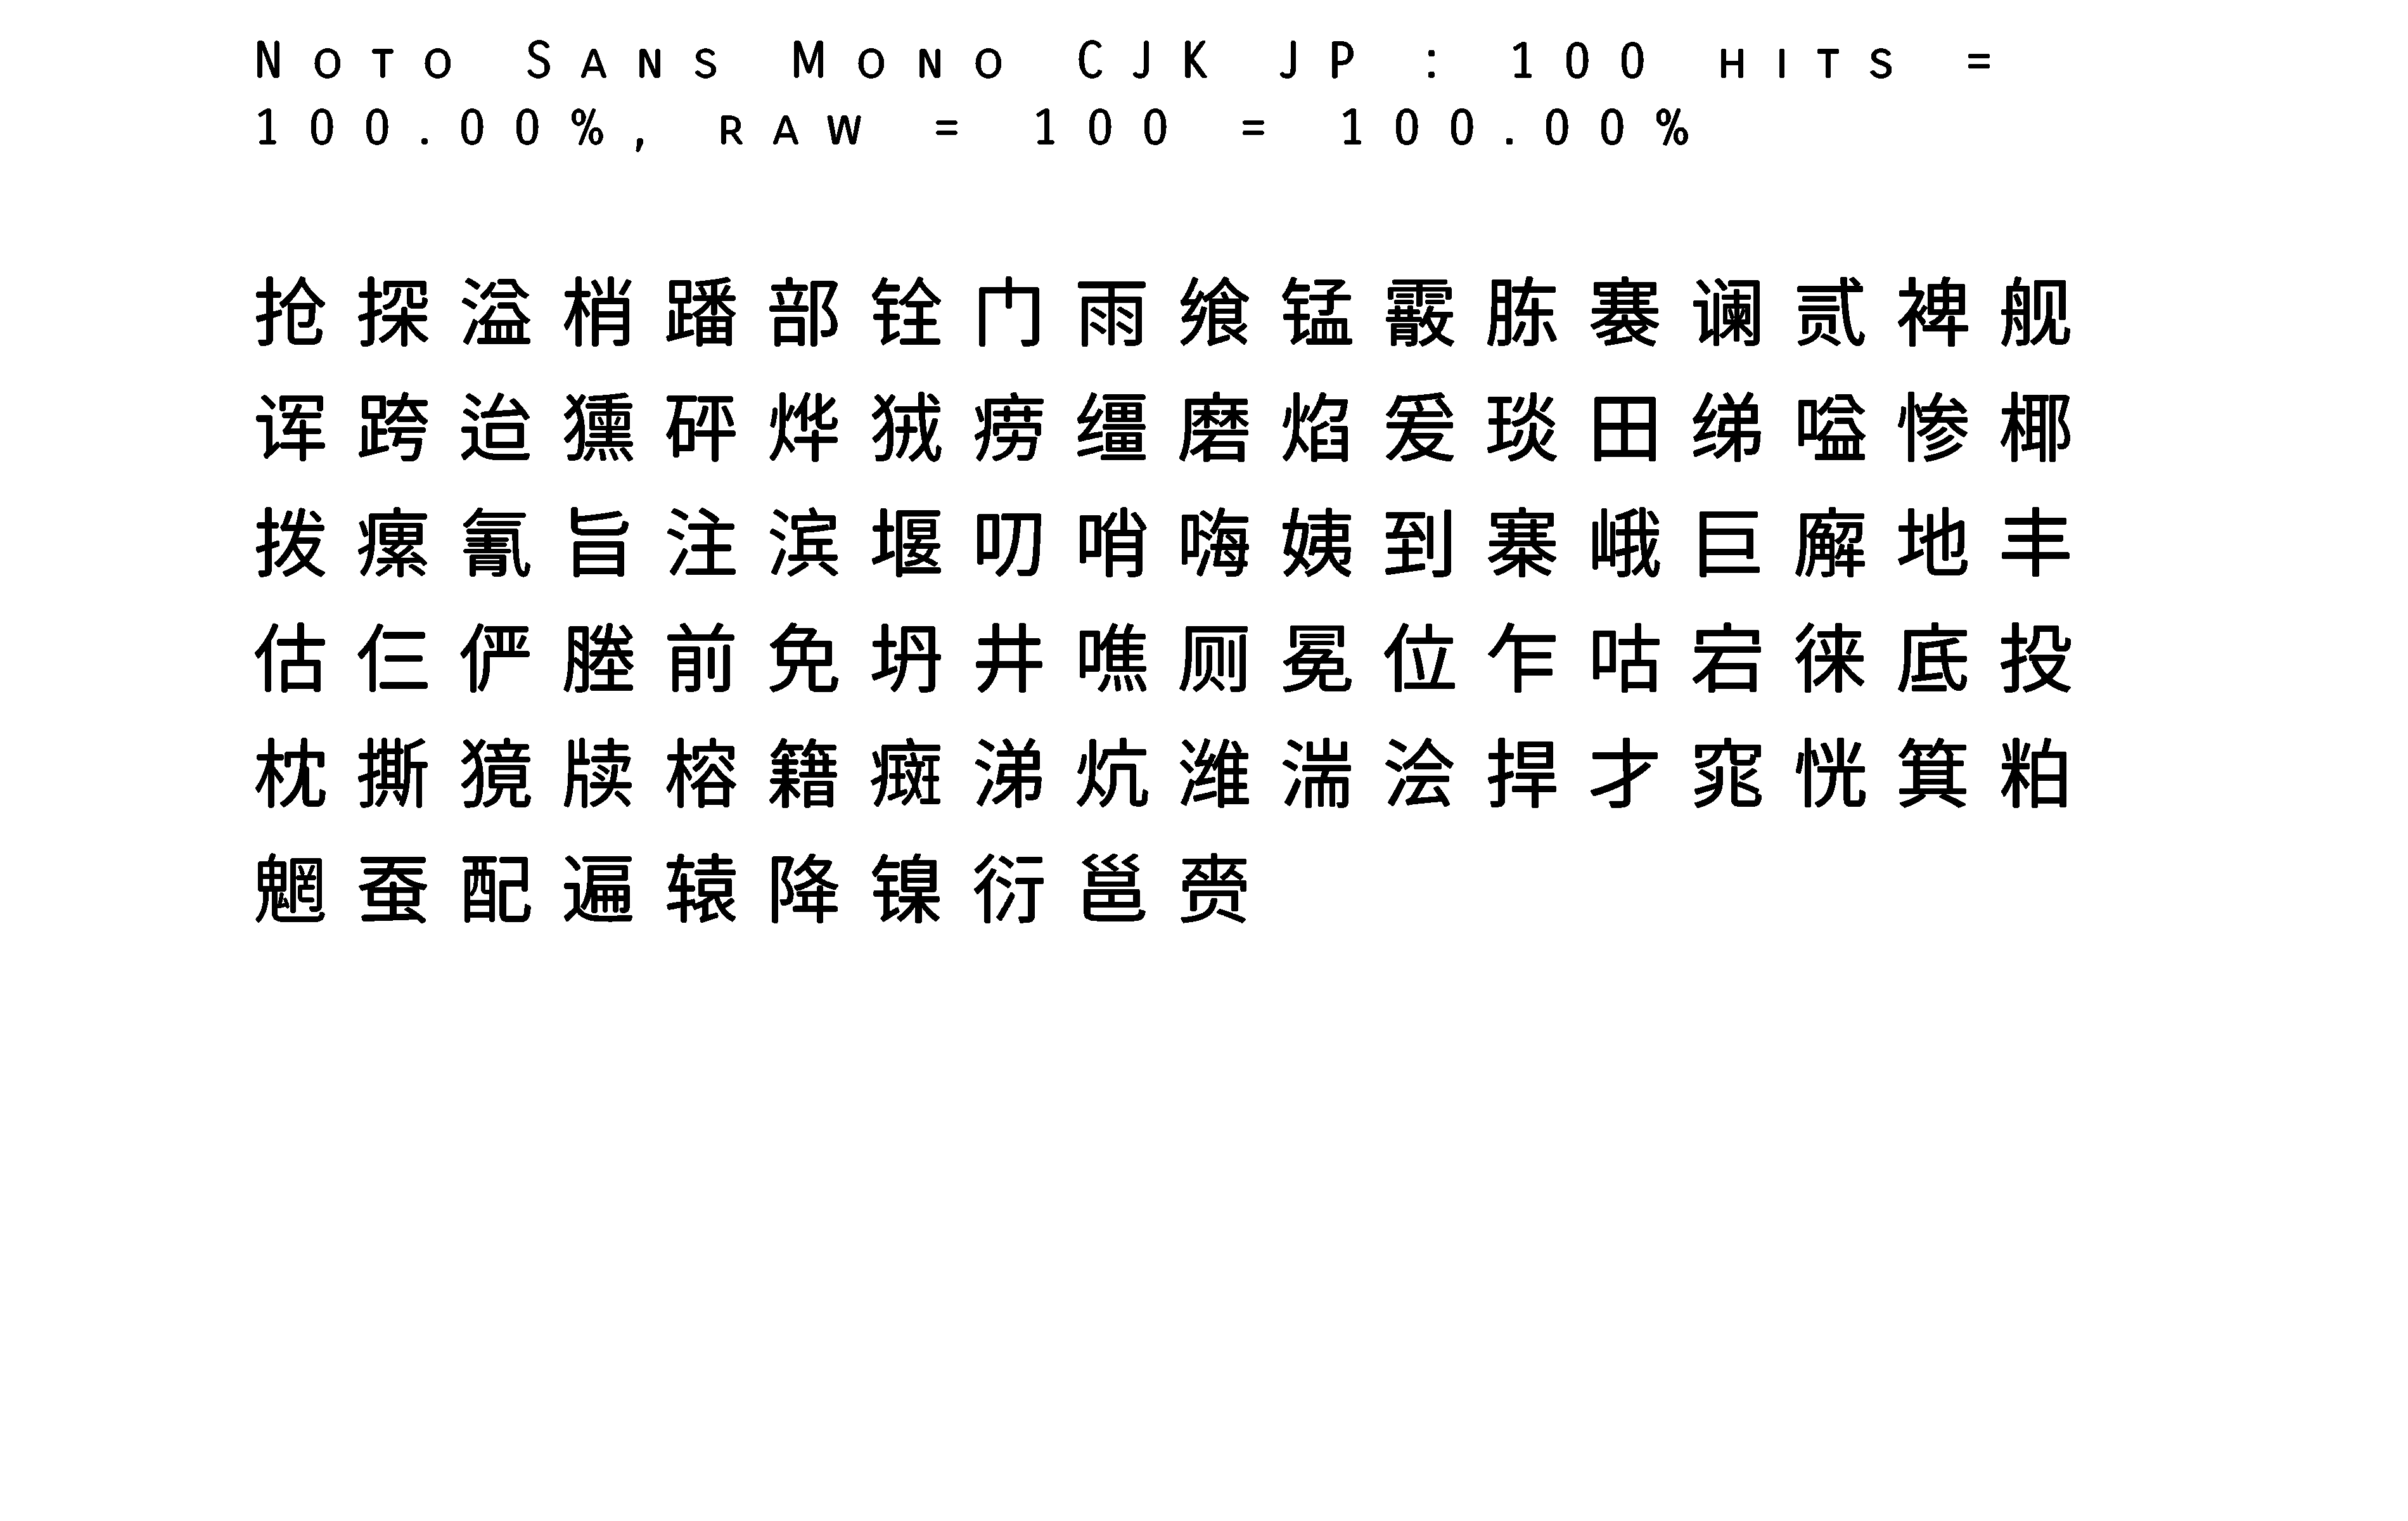 Noto Sans Mono CJK JP : 100 hits =
100.00%, raw = 100 = 100.00%
抢探溢梢蹯部铨门雨飨锰霰胨褰谰贰裨舰
诨跨迨獯砰烨狨痨缰磨焰爰琰田绨嗑惨椰
拨瘰氰旨注滨堰叨哨嗨姨到寨峨巨廨地丰
估仨俨塍前免坍井噍厕冕位乍咕宕徕底投
枕撕獍牍榕籍癍涕炕潍湍浍捍才窕恍箕粕
魍蚕配遍辕降镍衍邕赍